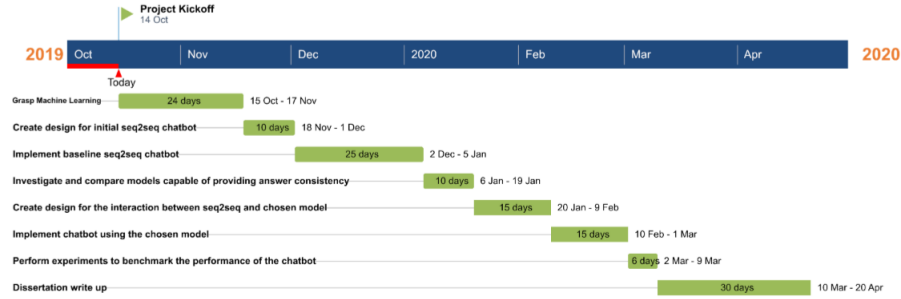 Project Kickoff
14 Oct
2019 Oct Nov Dec 2020 Feb Mar Apr 2020
Today
Grasp Machine Learning 24 days 15 Oct - 17 Nov
Create design for initial seq2seq chatbot 10 days 18 Nov - 1 Dec
Implement baseline seq2seq chatbot 25 days 2 Dec - 5 Jan
Investigate and compare models capable of providing answer consistency 10 days 6 Jan - 19 Jan
Create design for the interaction between seq2seq and chosen model 15 days 20 Jan - 9 Feb
Implement chatbot using the chosen model 15 days 10 Feb - 1 Mar
Perform experiments to benchmark the performance of the chatbot 6 days 2 Mar - 9 Mar
Dissertation write up 30 days 10 Mar - 20 Apr